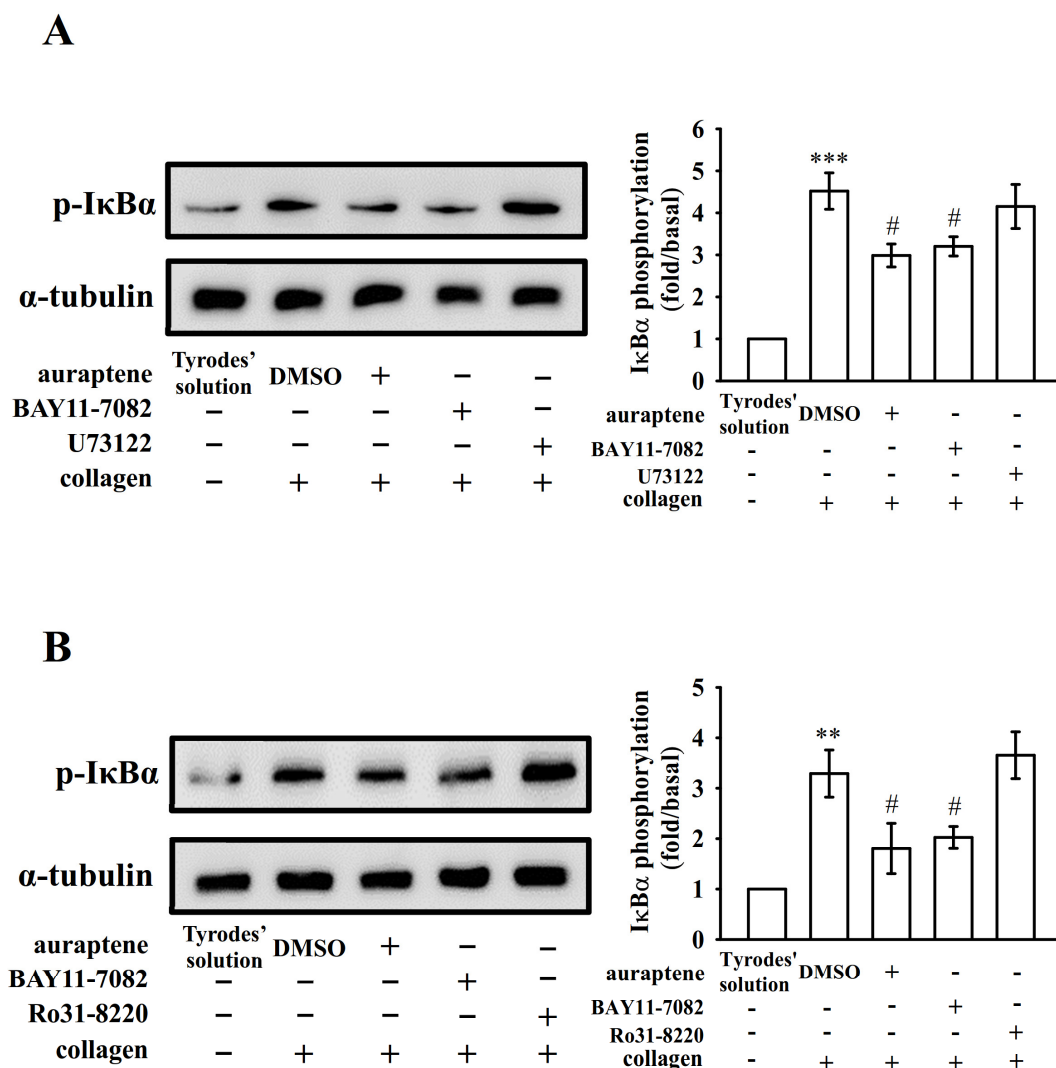 A
p-IκBα
α-tubulin
auraptene Tyrodes' solution DMSO + – –
BAY11-7082 – – – + –
U73122 – – – – +
collagen – + + + +
IκBα phosphorylation
(fold/basal)
6
5
4
3
2
1
0
***
#
#
auraptene Tyrodes' solution DMSO + - -
BAY11-7082 - - - + -
U73122 - - - - +
collagen - + + + +
B
p-IκBα
α-tubulin
auraptene Tyrodes' solution DMSO + – –
BAY11-7082 – – – + –
Ro31-8220 – – – – +
collagen – + + + +
IκBα phosphorylation
(fold/basal)
5
4
3
2
1
0
**
#
#
auraptene Tyrodes' solution DMSO + - -
BAY11-7082 - - - + -
Ro31-8220 - - - - +
collagen - + + + +